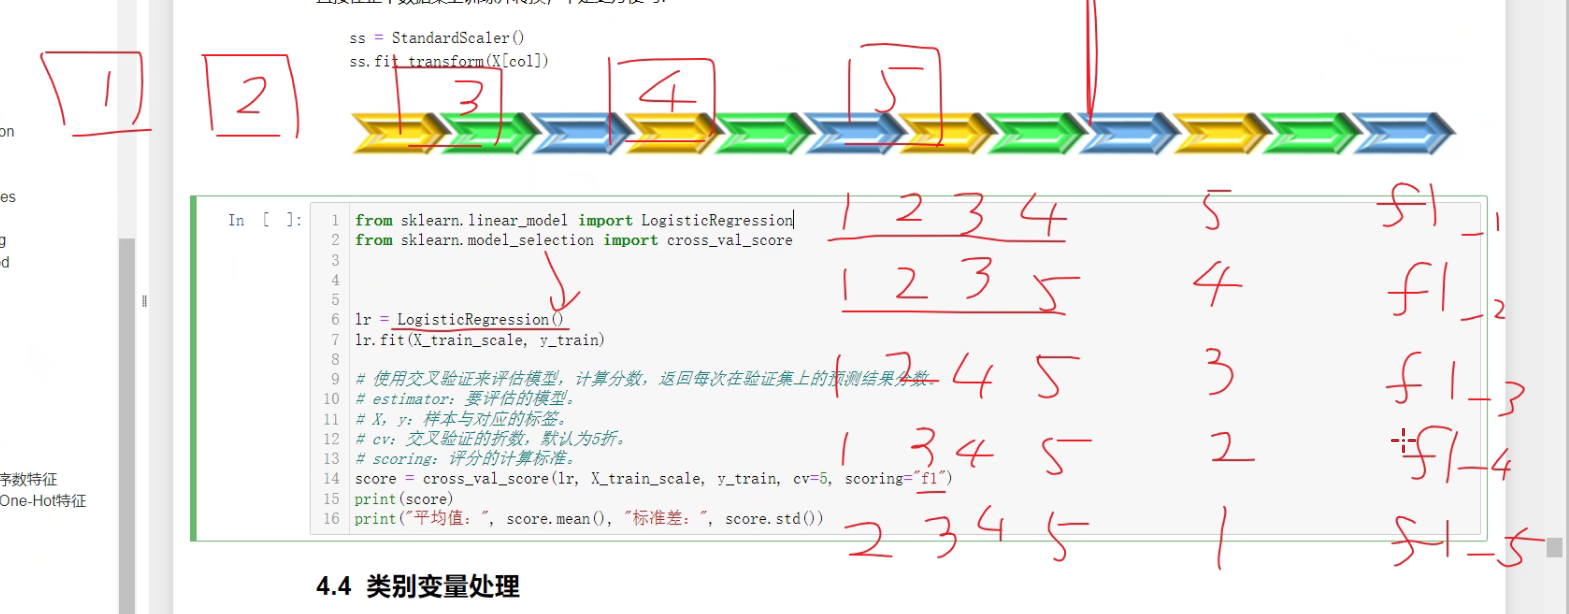 ss = StandardScaler()
ss.fit_transform(X[col])
1 2 3 4 5
on
es
g
d
序数特征
One-Hot特征
In [ ]:
1 from sklearn.linear_model import LogisticRegression
2 from sklearn.model_selection import cross_val_score
3
4
5
6 lr = LogisticRegression()
7 lr.fit(X_train_scale, y_train)
8
9 # 使用交叉验证来评估模型，计算分数，返回每次在验证集上的预测结果分数。
10 # estimator：要评估的模型。
11 # X，y：样本与对应的标签。
12 # cv：交叉验证的折数，默认为5折。
13 # scoring：评分的计算标准。
14 score = cross_val_score(lr, X_train_scale, y_train, cv=5, scoring="f1")
15 print(score)
16 print("平均值：", score.mean(), "标准差：", score.std())
1 2 3 4 5 f1_1
1 2 3 5 4 f1_2
1 2 4 5 3 f1_3
1 3 4 5 2 f1_4
2 3 4 5 1 f1_5
4.4 类别变量处理